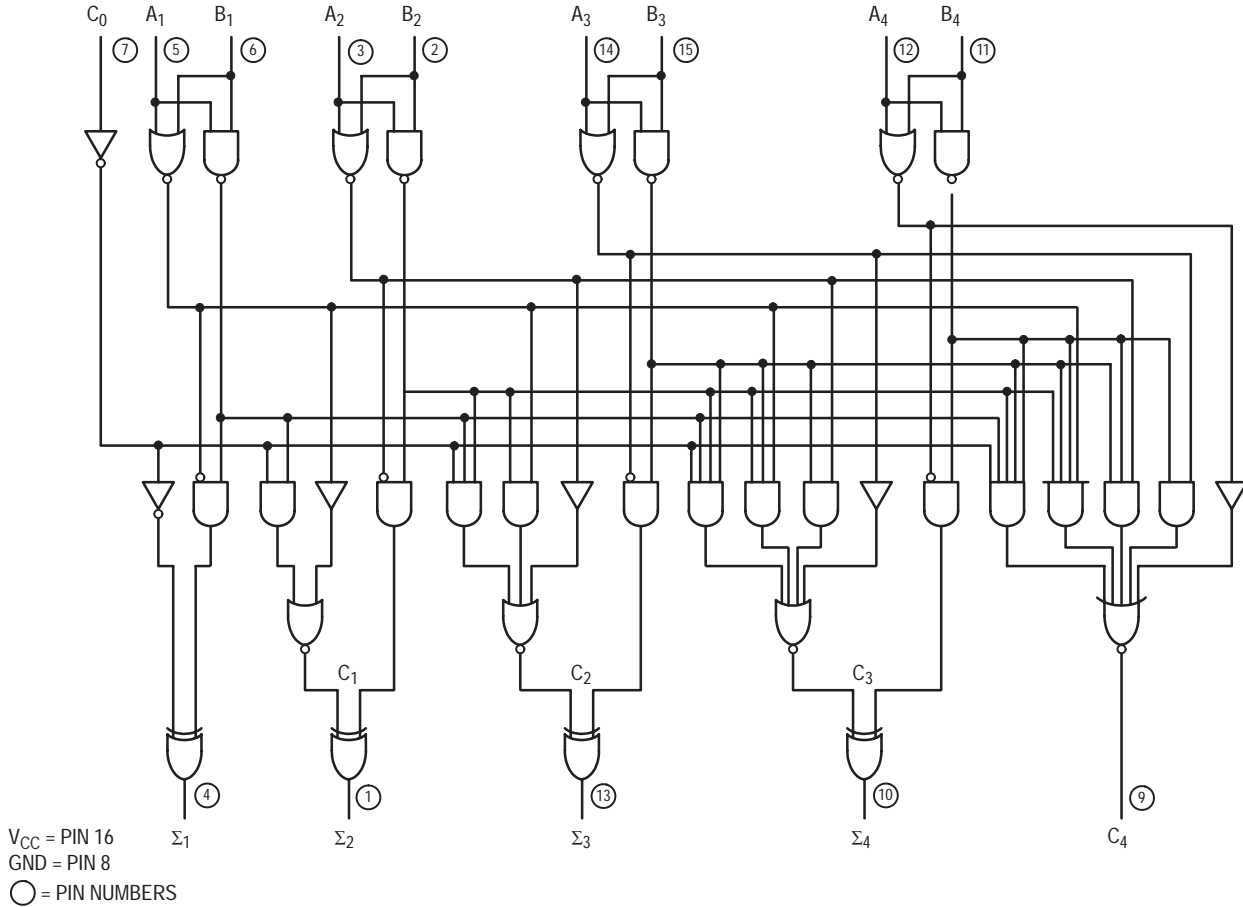 C0 A1 B1 A2 B2 A3 B3 A4 B4
7 5 6 3 2 14 15 12 11
C1 C2 C3
4 1 13 10 9
Σ1 Σ2 Σ3 Σ4 C4
VCC = PIN 16
GND = PIN 8
= PIN NUMBERS